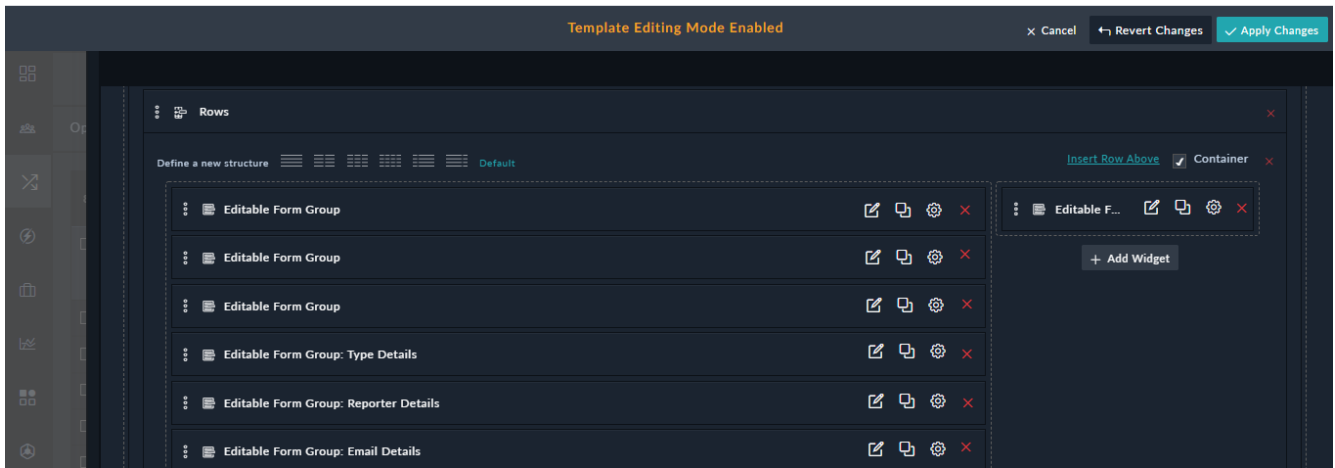 Template Editing Mode Enabled
Cancel Revert Changes Apply Changes
Op
Rows
Define a new structure Default Insert Row Above Container
Editable Form Group
Editable F...
Editable Form Group
Add Widget
Editable Form Group
Editable Form Group: Type Details
Editable Form Group: Reporter Details
Editable Form Group: Email Details